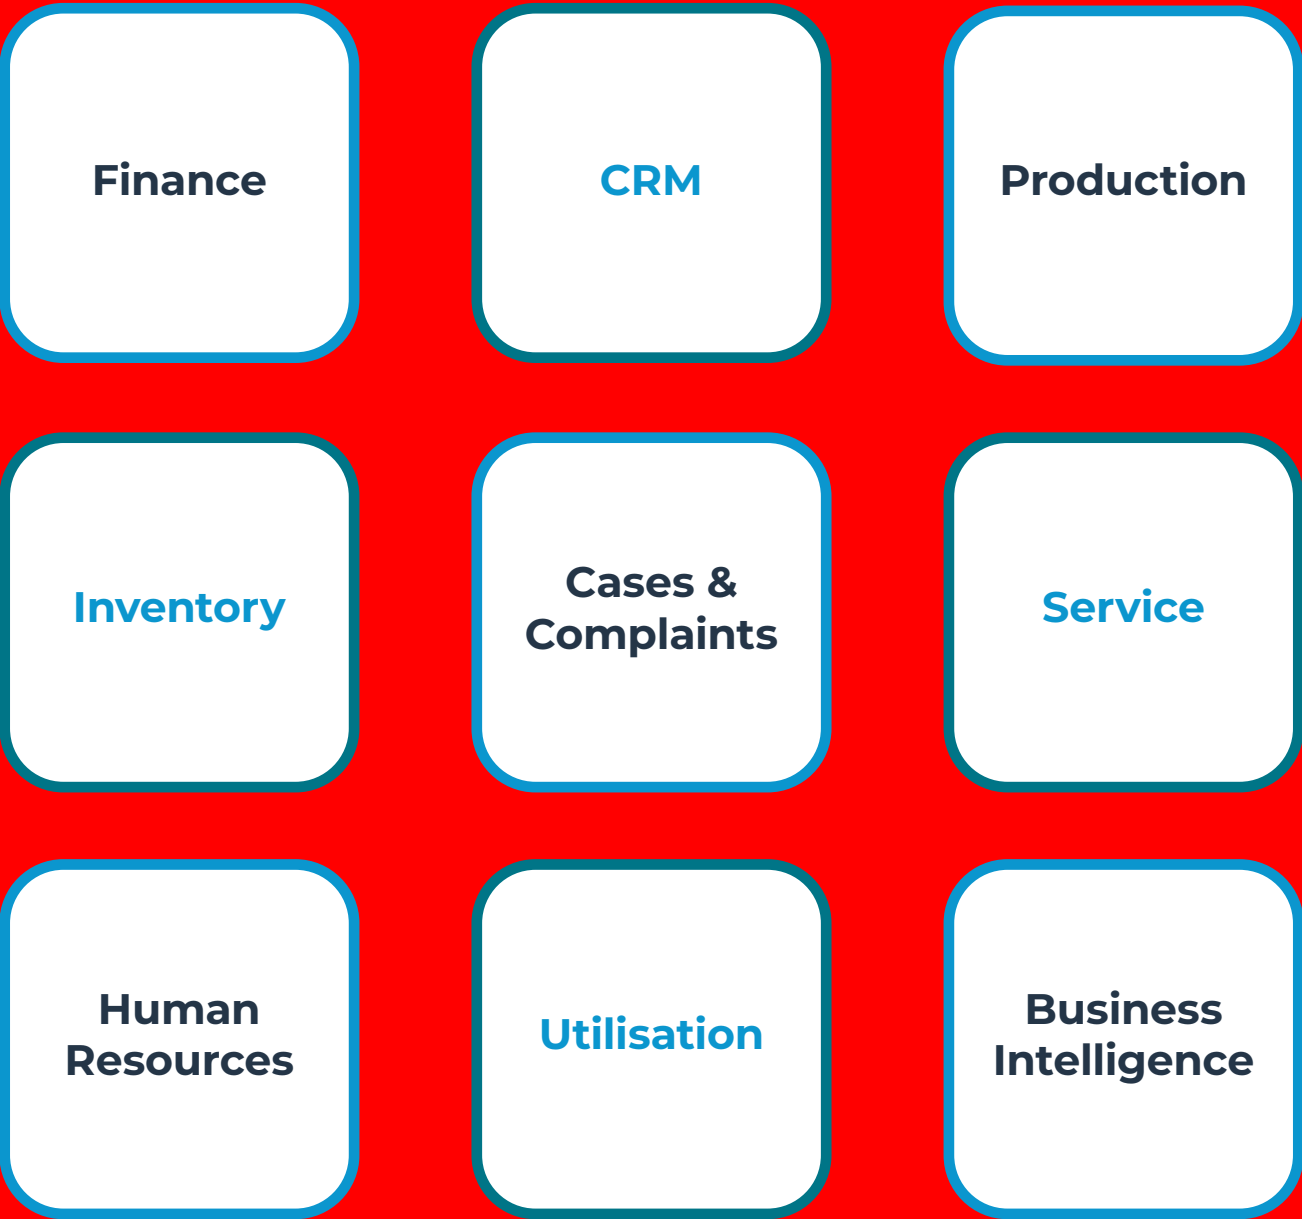 Finance
CRM
Production
Inventory
Cases &
Complaints
Service
Human
Resources
Utilisation
Business
Intelligence